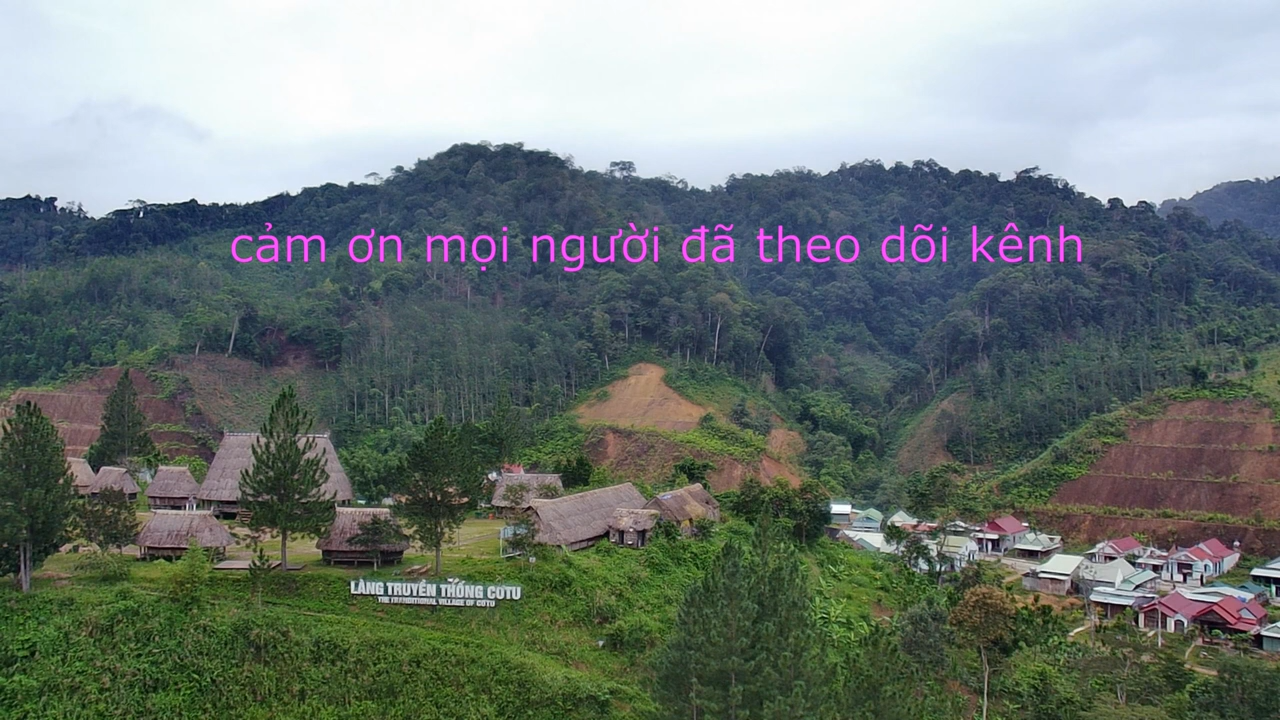 cảm ơn mọi người đã theo dõi kênh
LÀNG TRUYỀN THỐNG COTU
THE TRADITIONAL VILLAGE OF COTU